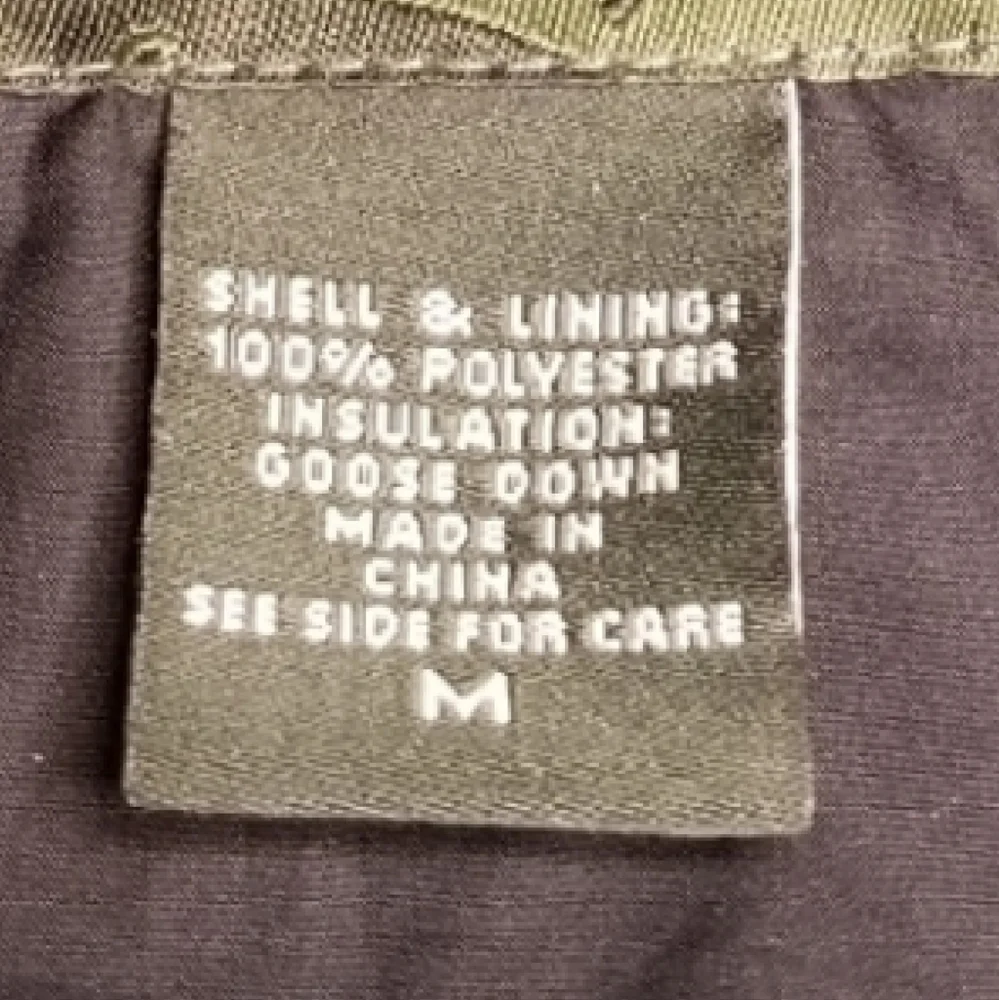 SHELL & LINING:
100% POLYESTER
INSULATION:
GOOSE DOWN
MADE IN
CHINA
SEE SIDE FOR CARE
M